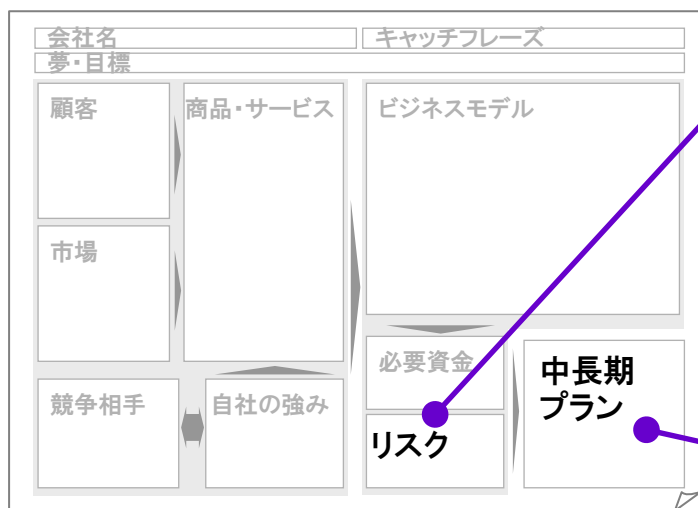 会社名
キャッチフレーズ
夢・目標
顧客
商品・サービス
ビジネスモデル
市場
必要資金
中長期
プラン
競争相手
自社の強み
リスク